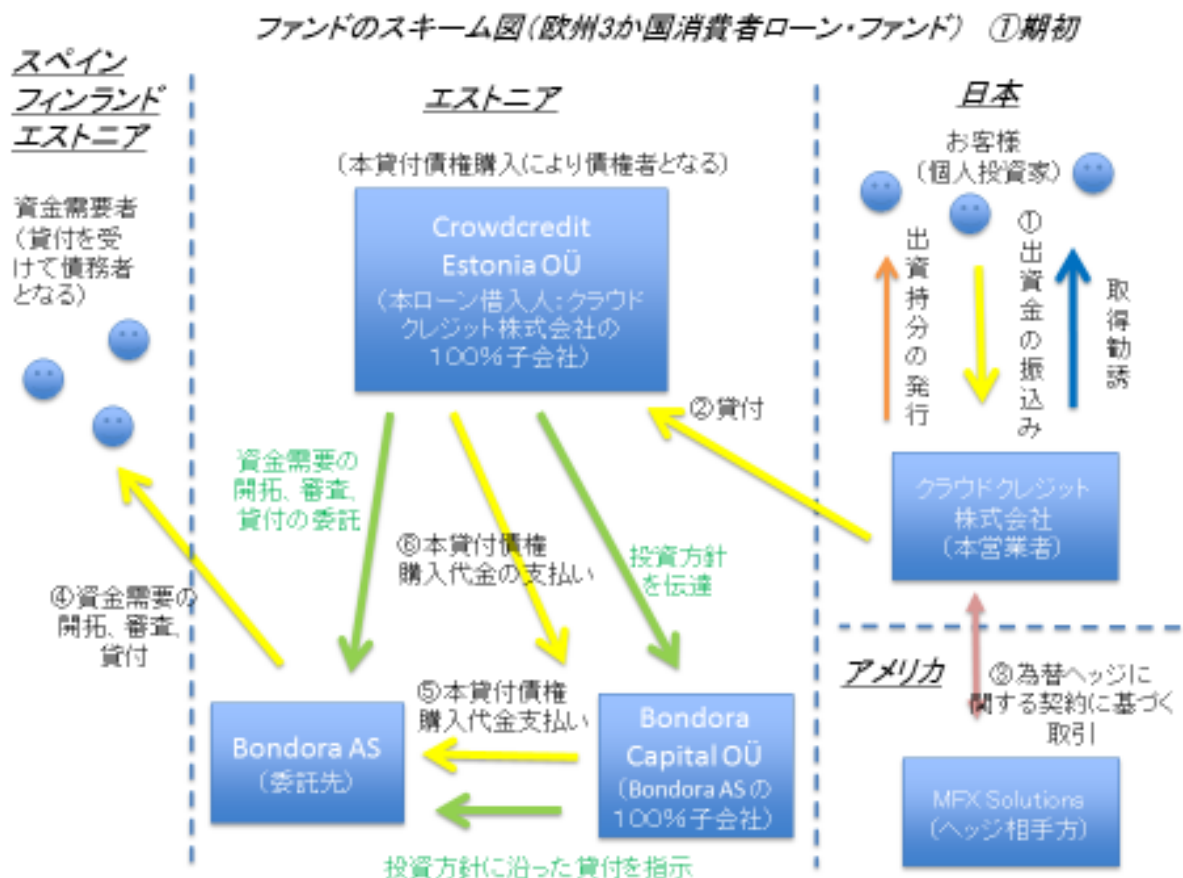 ファンドのスキーム図(欧州3か国消費者ローン・ファンド) ①期初
スペイン
フィンランド
エストニア
資金需要者
(貸付を受
けて債務者
となる)
エストニア
(本貸付債権購入により債権者となる)
Crowdcredit
Estonia OÜ
(本ローン借入人:クラウド
クレジット株式会社の
100%子会社)
日本
お客様
(個人投資家)
出資持分の発行
①出資金の振込み
取得勧誘
②貸付
クラウドクレジット
株式会社
(本営業者)
資金需要の
開拓、審査、
貸付の委託
⑥本貸付債権
購入代金の支払い
投資方針
を伝達
④資金需要の
開拓、審査、
貸付
⑤本貸付債権
購入代金支払い
Bondora AS
(委託先)
Bondora
Capital OÜ
(Bondora ASの
100%子会社)
投資方針に沿った貸付を指示
アメリカ
③為替ヘッジに
関する契約に基づく
取引
MFX Solutions
(ヘッジ相手方)